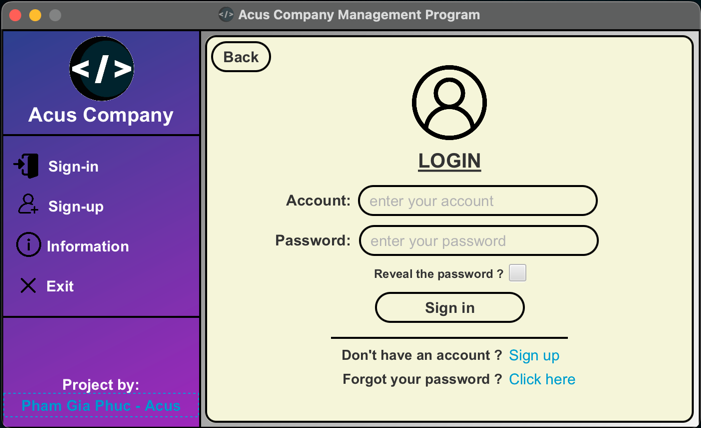 Acus Company Management Program
</>
Acus Company
Sign-in
Sign-up
Information
Exit
Project by:
Pham Gia Phuc - Acus
Back
LOGIN
Account: enter your account
Password: enter your password
Reveal the password ?
Sign in
Don't have an account ? Sign up
Forgot your password ? Click here